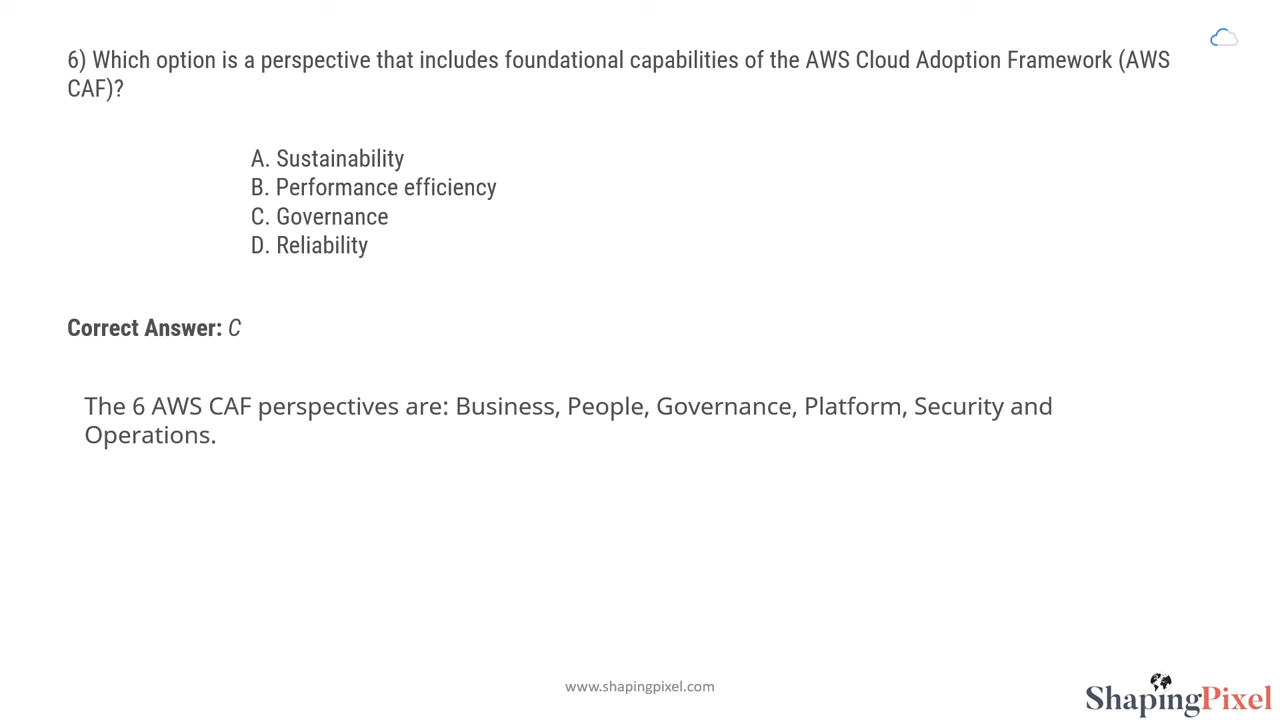 6) Which option is a perspective that includes foundational capabilities of the AWS Cloud Adoption Framework (AWS
CAF)?
A. Sustainability
B. Performance efficiency
C. Governance
D. Reliability
Correct Answer: C
The 6 AWS CAF perspectives are: Business, People, Governance, Platform, Security and
Operations.
www.shapingpixel.com
ShapingPixel